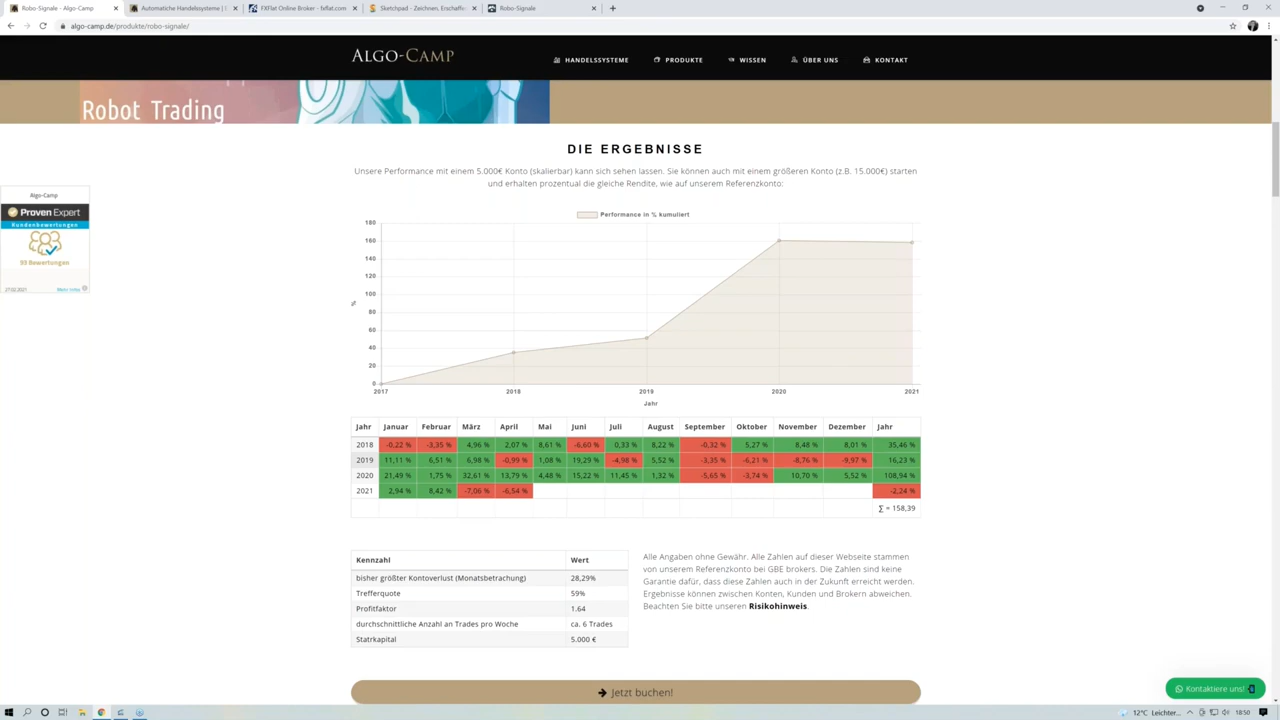 Robo-Signale - Algo-Camp
Automatiche Handelssysteme | D
FXFlat Online Broker - fxflat.com
Sketchpad - Zeichnen, Erschaffe
Robo-Signale
algo-camp.de/produkte/robo-signale/
ALGO-CAMP
HANDELSSYSTEME
PRODUKTE
WISSEN
ÜBER UNS
KONTAKT
Robot Trading
DIE ERGEBNISSE
Unsere Performance mit einem 5.000€ Konto (skalierbar) kann sich sehen lassen. Sie können auch mit einem größeren Konto (z.B. 15.000€) starten
und erhalten prozentual die gleiche Rendite, wie auf unserem Referenzkonto:
Algo-Camp
Proven Expert
Kundenbewertungen
93 Bewertungen
27.02.2021 Mehr Infos
Performance in % kumuliert
180
160
140
120
100
80
60
40
20
0
%
2017 2018 2019 2020 2021
Jahr
Jahr Januar Februar März April Mai Juni Juli August September Oktober November Dezember Jahr
2018 -0,22 % -3,35 % 4,96 % 2,07 % 8,61 % -6,60 % 0,33 % 8,22 % -0,32 % 5,27 % 8,48 % 8,01 % 35,46 %
2019 11,11 % 6,51 % 6,98 % -0,99 % 1,08 % 19,29 % -4,98 % 5,52 % -3,35 % -6,21 % -8,76 % -9,97 % 16,23 %
2020 21,49 % 1,75 % 32,61 % 13,79 % 4,48 % 15,22 % 11,45 % 1,32 % -5,65 % -3,74 % 10,70 % 5,52 % 108,94 %
2021 2,94 % 8,42 % -7,06 % -6,54 % -2,24 %
∑ = 158,39
Kennzahl Wert
bisher größter Kontoverlust (Monatsbetrachung) 28,29%
Trefferquote 59%
Profitfaktor 1.64
durchschnittliche Anzahl an Trades pro Woche ca. 6 Trades
Statrkapital 5.000 €
Alle Angaben ohne Gewähr. Alle Zahlen auf dieser Webseite stammen
von unserem Referenzkonto bei GBE brokers. Die Zahlen sind keine
Garantie dafür, dass diese Zahlen auch in der Zukunft erreicht werden.
Ergebnisse können zwischen Konten, Kunden und Brokern abweichen.
Beachten Sie bitte unseren Risikohinweis.
Jetzt buchen!
Kontaktiere uns!
12°C Leichter... 18:50